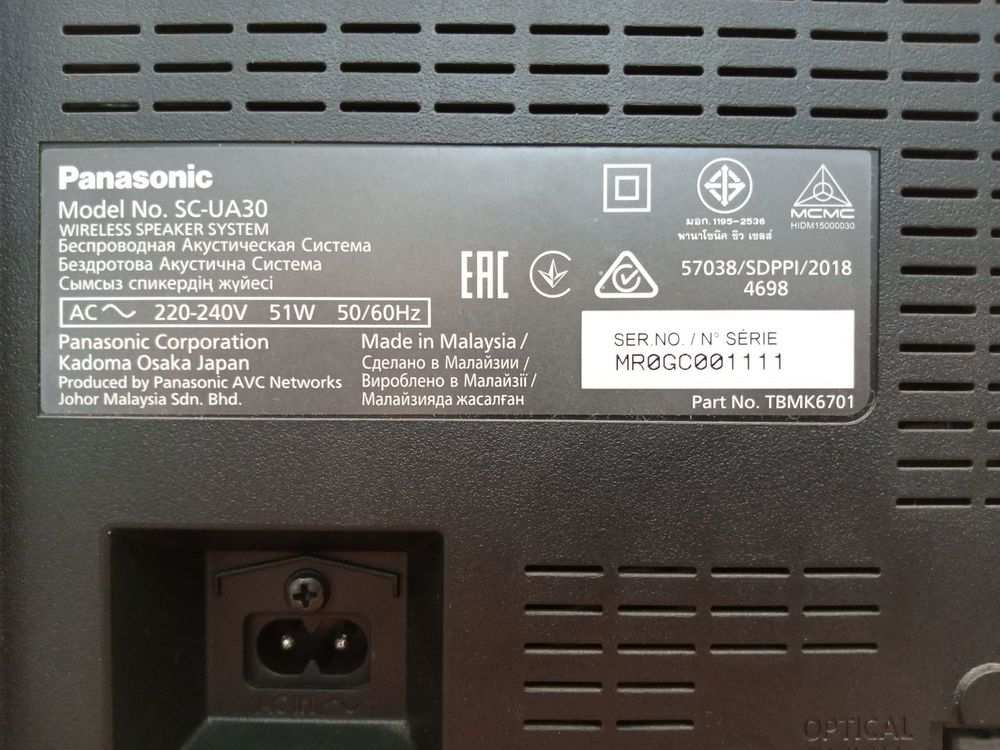 Panasonic
Model No. SC-UA30
WIRELESS SPEAKER SYSTEM
Беспроводная Акустическая Система
Бездротова Акустична Система
Сымсыз спикердің жүйесі
AC 220-240V 51W 50/60Hz
Panasonic Corporation
Kadoma Osaka Japan
Produced by Panasonic AVC Networks
Johor Malaysia Sdn. Bhd.
Made in Malaysia /
Сделано в Малайзии /
Вироблено в Малайзії /
Малайзияда жасалған
EAC
มอก.1195-2536
พานาโซนิค ซิว เซลส์
MCMC
HIDM15000030
57038/SDPPI/2018
4698
SER.NO. / N° SÉRIE
MR0GC001111
Part No. TBMK6701
AC IN
OPTICAL